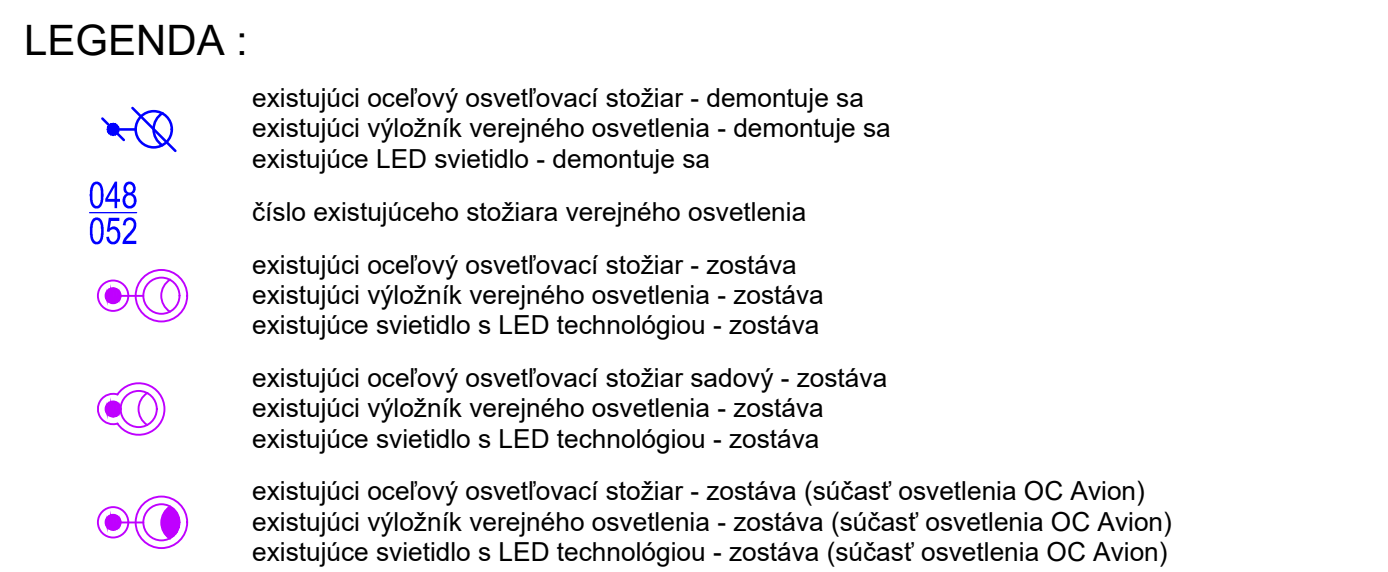 LEGENDA :
existujúci oceľový osvetľovací stožiar - demontuje sa
existujúci výložník verejného osvetlenia - demontuje sa
existujúce LED svietidlo - demontuje sa
048
052
číslo existujúceho stožiara verejného osvetlenia
existujúci oceľový osvetľovací stožiar - zostáva
existujúci výložník verejného osvetlenia - zostáva
existujúce svietidlo s LED technológiou - zostáva
existujúci oceľový osvetľovací stožiar sadový - zostáva
existujúci výložník verejného osvetlenia - zostáva
existujúce svietidlo s LED technológiou - zostáva
existujúci oceľový osvetľovací stožiar - zostáva (súčasť osvetlenia OC Avion)
existujúci výložník verejného osvetlenia - zostáva (súčasť osvetlenia OC Avion)
existujúce svietidlo s LED technológiou - zostáva (súčasť osvetlenia OC Avion)